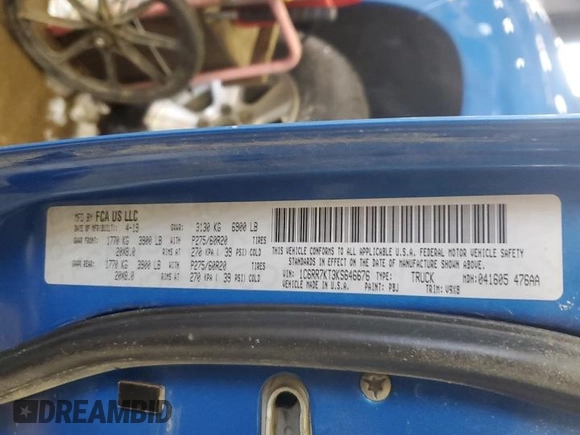 MFD BY: FCA US LLC
DATE OF MFR(BUILT): 4-19 GVWR: 3130 KG 6900 LB
GAWR FRONT: 1770 KG 3900 LB WITH P275/60R20 TIRES
20X8.0 RIMS AT 270 KPA ( 39 PSI) COLD
GAWR REAR: 1770 KG 3900 LB WITH P275/60R20 TIRES
20X8.0 RIMS AT 270 KPA ( 39 PSI) COLD
THIS VEHICLE CONFORMS TO ALL APPLICABLE U.S.A. FEDERAL MOTOR VEHICLE SAFETY
STANDARDS IN EFFECT ON THE DATE OF MANUFACTURE SHOWN ABOVE.
VIN: 1C6RR7KT3KS646676 TYPE: TRUCK MDH: 041605 476AA
VEHICLE MADE IN U.S.A. PAINT: PBJ TRIM: V9X8
DREAMBID